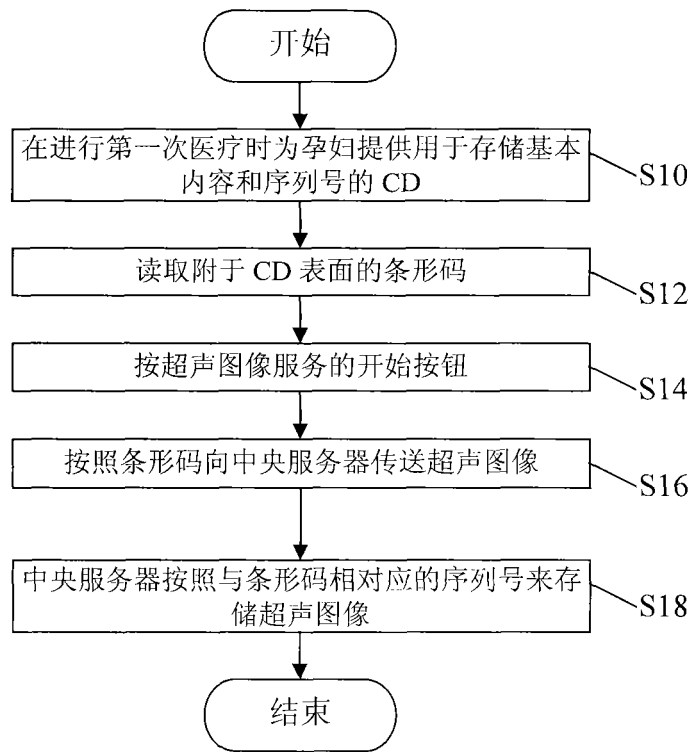 开始
在进行第一次医疗时为孕妇提供用于存储基本
内容和序列号的 CD
S10
读取附于 CD 表面的条形码
S12
按超声图像服务的开始按钮
S14
按照条形码向中央服务器传送超声图像
S16
中央服务器按照与条形码相对应的序列号来存
储超声图像
S18
结束